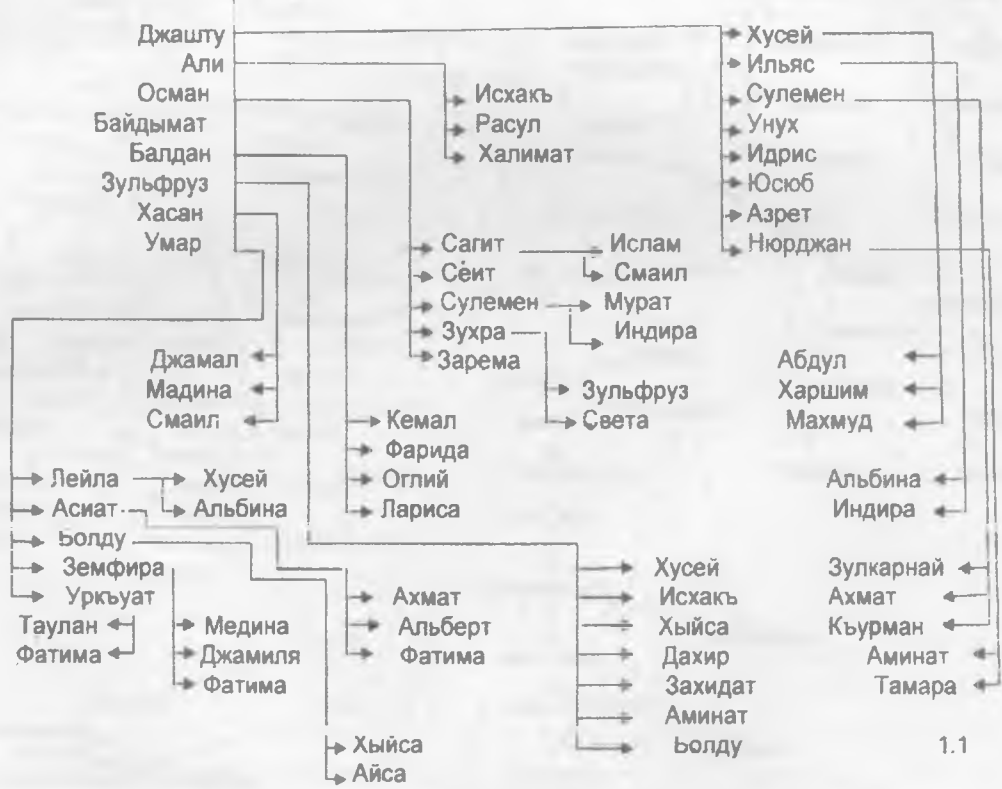 Джашту Хусей
Али Ильяс
Осман Исхакъ Сулемен
Байдымат Расул Унух
Балдан Халимат Идрис
Зульфруз Юсюб
Хасан Азрет
Умар Сагит Ислам Нюрджан
Сеит Смаил
Сулемен Мурат
Зухра Индира
Джамал Зарема Абдул
Мадина Зульфруз Харшим
Смаил Кемал Света Махмуд
Фарида
Лейла Хусей Оглий Альбина
Асиат Альбина Лариса Индира
Болду
Земфира Хусей Зулкарнай
Уркъуат Ахмат Исхакъ Ахмат
Таулан Медина Альберт Хыйса Къурман
Фатима Джамиля Фатима Дахир Аминат
Фатима Захидат Тамара
Аминат
Хыйса Болду 1.1
Айса